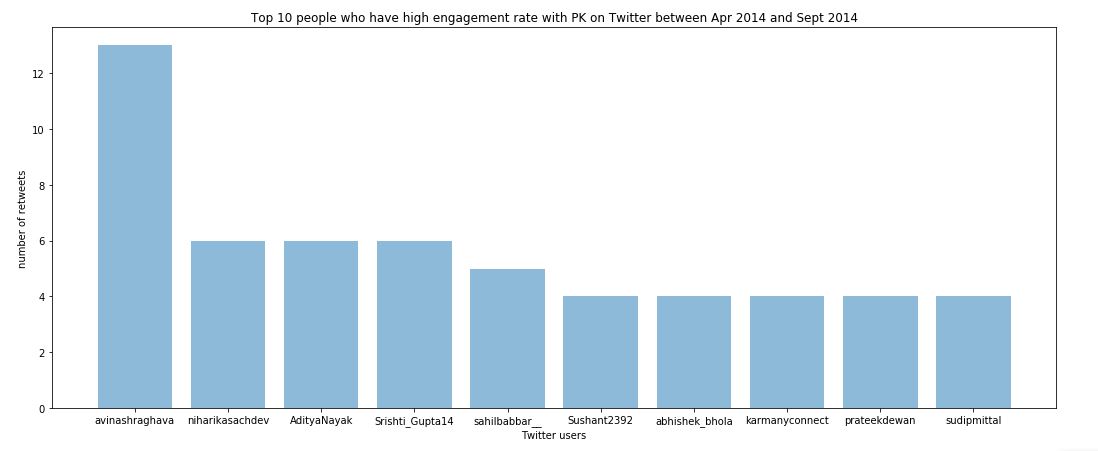 Top 10 people who have high engagement rate with PK on Twitter between Apr 2014 and Sept 2014
12
10
8
6
4
2
0
number of retweets
avinashraghava niharikasachdev AdityaNayak Srishti_Gupta14 sahilbabbar__ Sushant2392 abhishek_bhola karmanyconnect prateekdewan sudipmittal
Twitter users